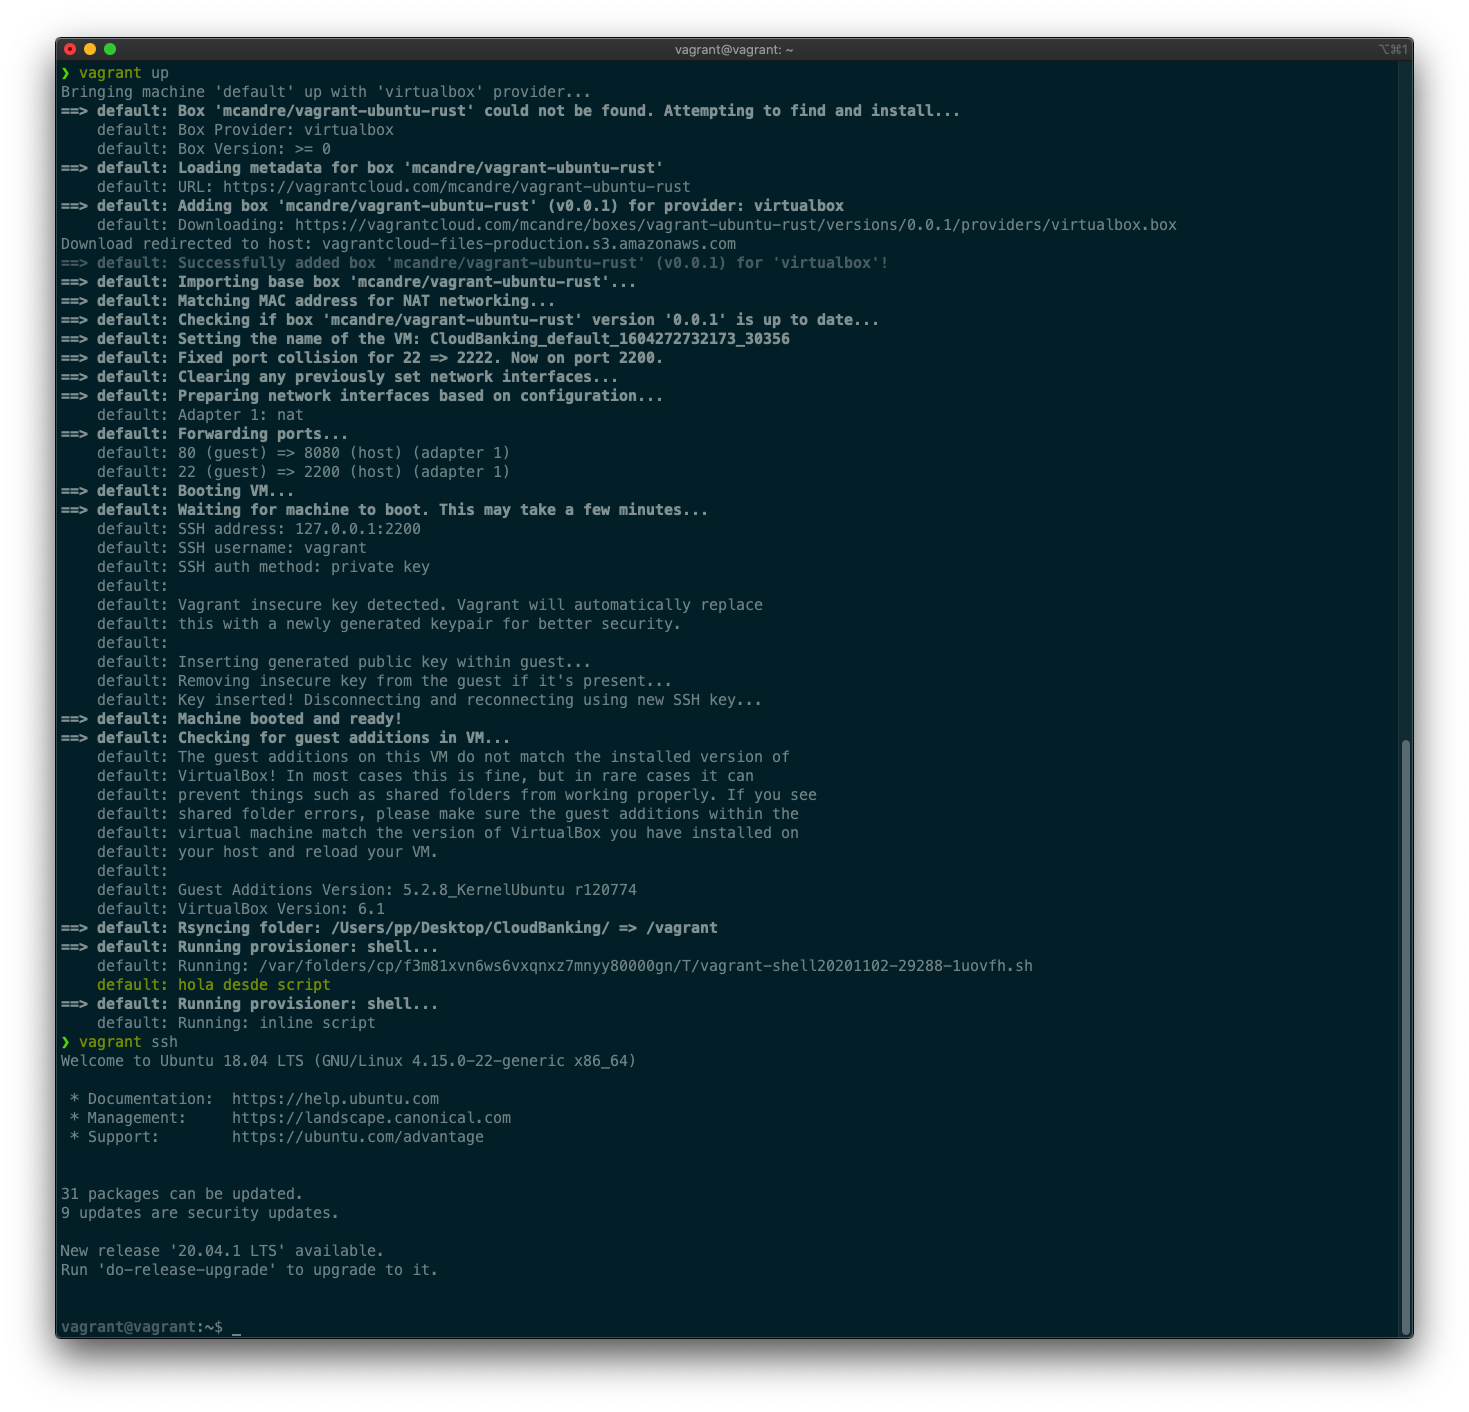 vagrant@vagrant: ~
⌥⌘1
❯ vagrant up
Bringing machine 'default' up with 'virtualbox' provider...
==> default: Box 'mcandre/vagrant-ubuntu-rust' could not be found. Attempting to find and install...
    default: Box Provider: virtualbox
    default: Box Version: >= 0
==> default: Loading metadata for box 'mcandre/vagrant-ubuntu-rust'
    default: URL: https://vagrantcloud.com/mcandre/vagrant-ubuntu-rust
==> default: Adding box 'mcandre/vagrant-ubuntu-rust' (v0.0.1) for provider: virtualbox
    default: Downloading: https://vagrantcloud.com/mcandre/boxes/vagrant-ubuntu-rust/versions/0.0.1/providers/virtualbox.box
Download redirected to host: vagrantcloud-files-production.s3.amazonaws.com
==> default: Successfully added box 'mcandre/vagrant-ubuntu-rust' (v0.0.1) for 'virtualbox'!
==> default: Importing base box 'mcandre/vagrant-ubuntu-rust'...
==> default: Matching MAC address for NAT networking...
==> default: Checking if box 'mcandre/vagrant-ubuntu-rust' version '0.0.1' is up to date...
==> default: Setting the name of the VM: CloudBanking_default_1604272732173_30356
==> default: Fixed port collision for 22 => 2222. Now on port 2200.
==> default: Clearing any previously set network interfaces...
==> default: Preparing network interfaces based on configuration...
    default: Adapter 1: nat
==> default: Forwarding ports...
    default: 80 (guest) => 8080 (host) (adapter 1)
    default: 22 (guest) => 2200 (host) (adapter 1)
==> default: Booting VM...
==> default: Waiting for machine to boot. This may take a few minutes...
    default: SSH address: 127.0.0.1:2200
    default: SSH username: vagrant
    default: SSH auth method: private key
    default:
    default: Vagrant insecure key detected. Vagrant will automatically replace
    default: this with a newly generated keypair for better security.
    default:
    default: Inserting generated public key within guest...
    default: Removing insecure key from the guest if it's present...
    default: Key inserted! Disconnecting and reconnecting using new SSH key...
==> default: Machine booted and ready!
==> default: Checking for guest additions in VM...
    default: The guest additions on this VM do not match the installed version of
    default: VirtualBox! In most cases this is fine, but in rare cases it can
    default: prevent things such as shared folders from working properly. If you see
    default: shared folder errors, please make sure the guest additions within the
    default: virtual machine match the version of VirtualBox you have installed on
    default: your host and reload your VM.
    default:
    default: Guest Additions Version: 5.2.8_KernelUbuntu r120774
    default: VirtualBox Version: 6.1
==> default: Rsyncing folder: /Users/pp/Desktop/CloudBanking/ => /vagrant
==> default: Running provisioner: shell...
    default: Running: /var/folders/cp/f3m81xvn6ws6vxqnxz7mnyy80000gn/T/vagrant-shell20201102-29288-1uovfh.sh
    default: hola desde script
==> default: Running provisioner: shell...
    default: Running: inline script
❯ vagrant ssh
Welcome to Ubuntu 18.04 LTS (GNU/Linux 4.15.0-22-generic x86_64)
 * Documentation:  https://help.ubuntu.com
 * Management:     https://landscape.canonical.com
 * Support:        https://ubuntu.com/advantage
31 packages can be updated.
9 updates are security updates.
New release '20.04.1 LTS' available.
Run 'do-release-upgrade' to upgrade to it.
vagrant@vagrant:~$ _